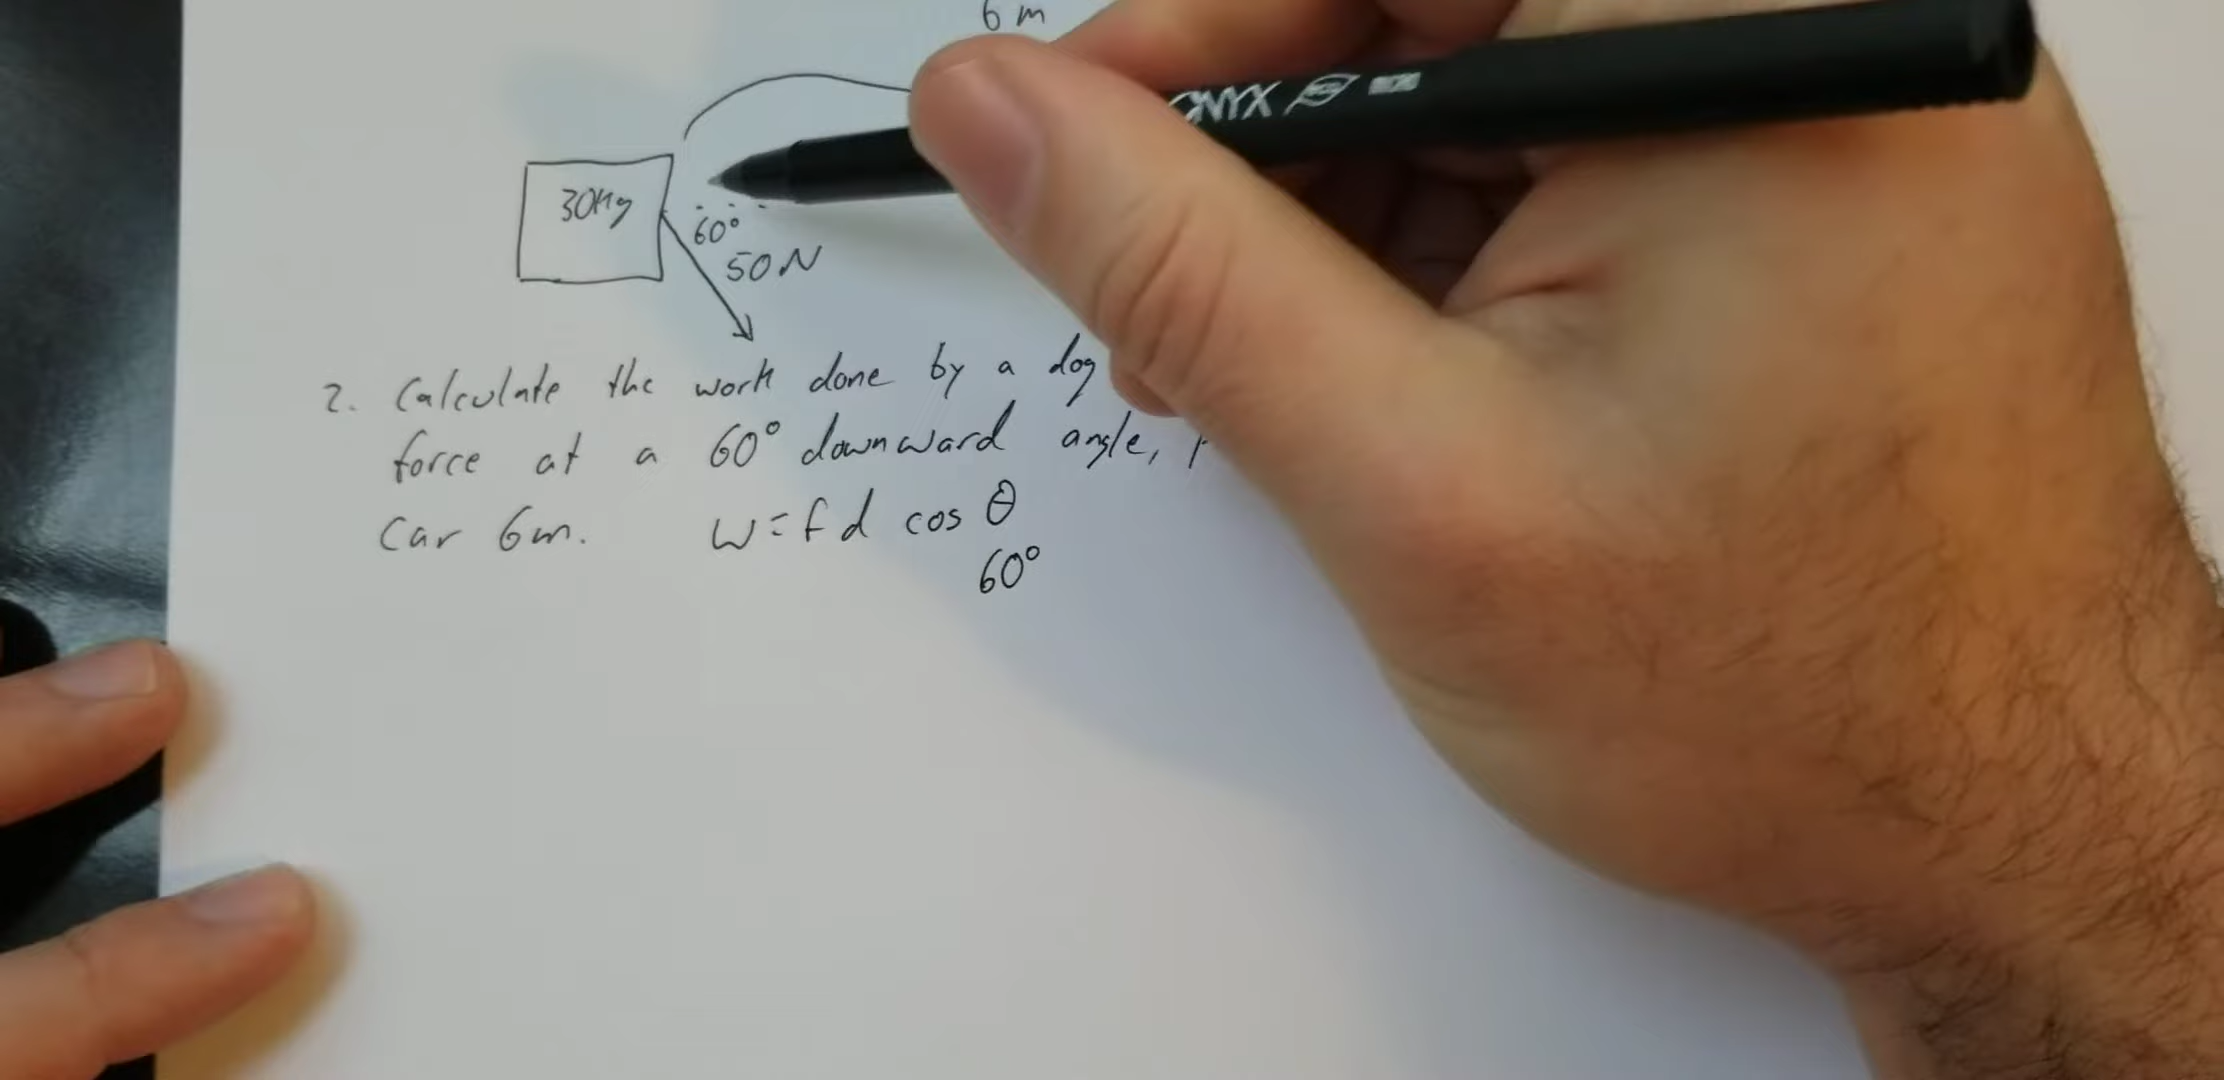 6 m
ONYX
30Kg
60°
50N
2. Calculate the work done by a dog
force at a 60° downward angle,
car 6m. W=fd cos θ
60°